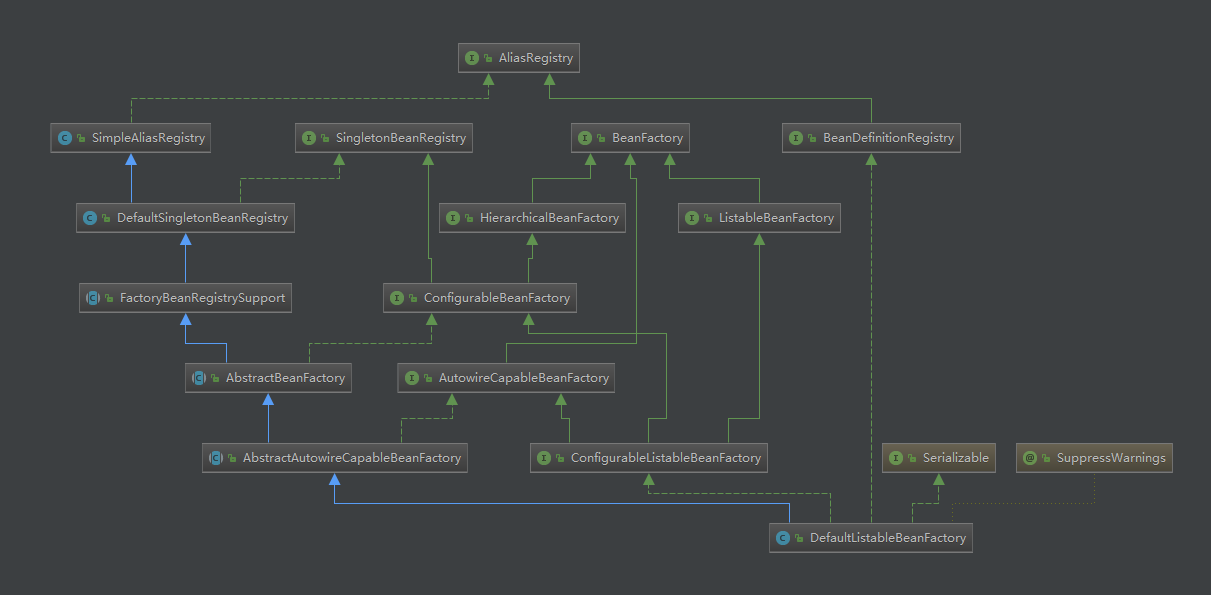 AliasRegistry
SimpleAliasRegistry
SingletonBeanRegistry
BeanFactory
BeanDefinitionRegistry
DefaultSingletonBeanRegistry
HierarchicalBeanFactory
ListableBeanFactory
FactoryBeanRegistrySupport
ConfigurableBeanFactory
AbstractBeanFactory
AutowireCapableBeanFactory
AbstractAutowireCapableBeanFactory
ConfigurableListableBeanFactory
Serializable
SuppressWarnings
DefaultListableBeanFactory